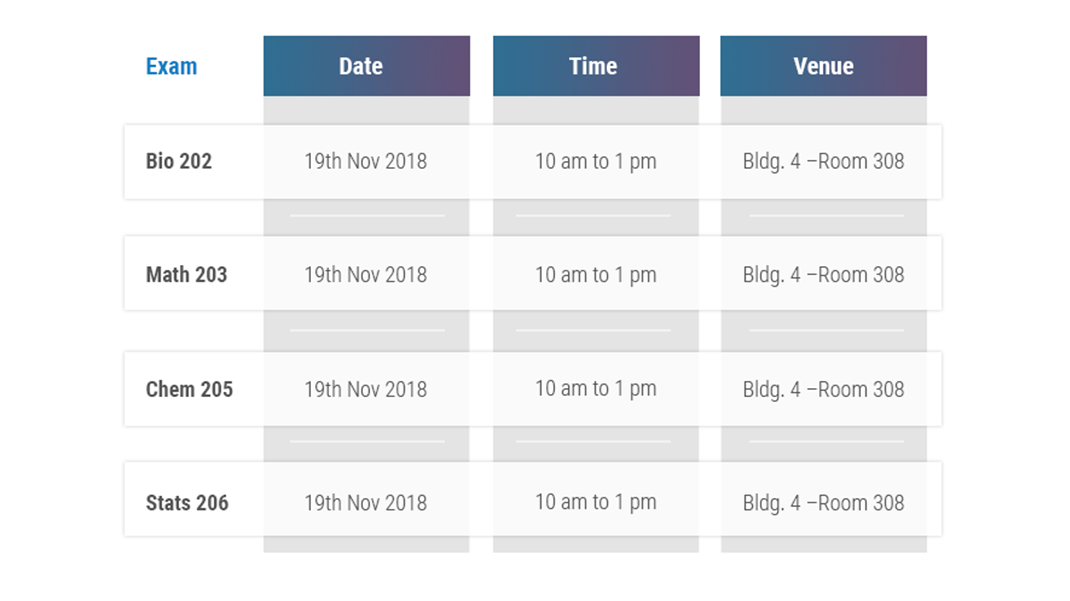 Exam Date Time Venue
Bio 202 19th Nov 2018 10 am to 1 pm Bldg. 4 –Room 308
Math 203 19th Nov 2018 10 am to 1 pm Bldg. 4 –Room 308
Chem 205 19th Nov 2018 10 am to 1 pm Bldg. 4 –Room 308
Stats 206 19th Nov 2018 10 am to 1 pm Bldg. 4 –Room 308